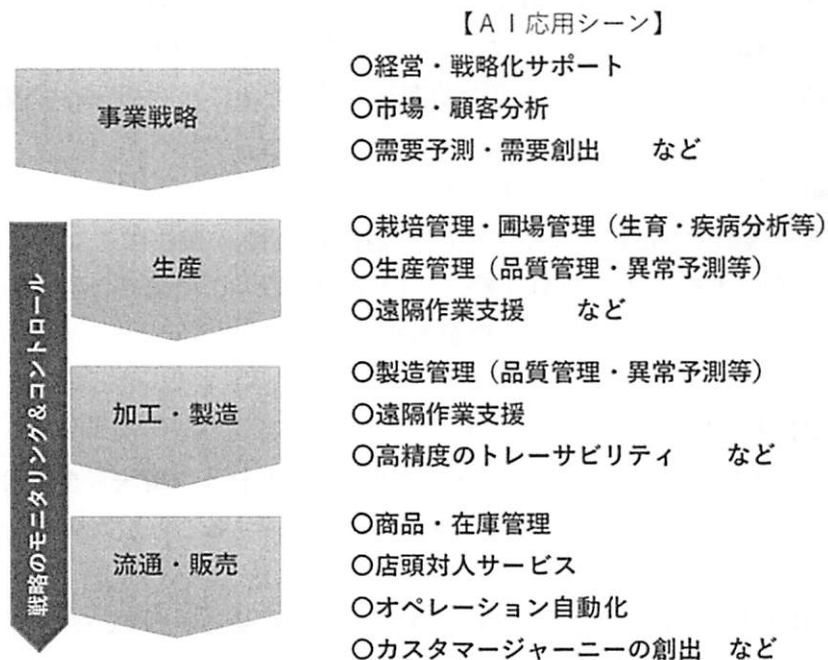 【AI応用シーン】
事業戦略
○経営・戦略化サポート
○市場・顧客分析
○需要予測・需要創出　　など
戦略のモニタリング&コントロール
生産
○栽培管理・圃場管理（生育・疾病分析等）
○生産管理（品質管理・異常予測等）
○遠隔作業支援　　など
加工・製造
○製造管理（品質管理・異常予測等）
○遠隔作業支援
○高精度のトレーサビリティ　　など
流通・販売
○商品・在庫管理
○店頭対人サービス
○オペレーション自動化
○カスタマージャーニーの創出　など